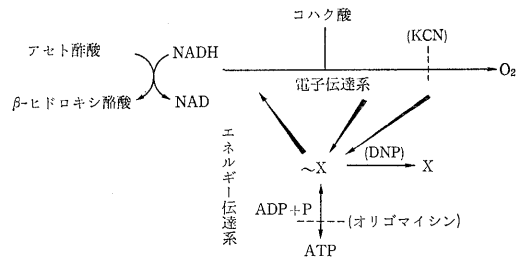 コハク酸
(KCN)
アセト酢酸
NADH
O₂
電子伝達系
β-ヒドロキシ酪酸
NAD
エネルギー伝達系
(DNP)
~X
X
ADP+P
(オリゴマイシン)
ATP